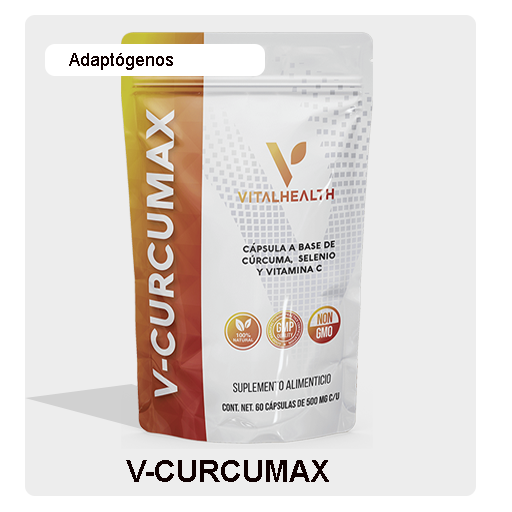 Adaptógenos
V-CURCUMAX
VITALHEALTH
CÁPSULA A BASE DE
CÚRCUMA, SELENIO
Y VITAMINA C
100%
NATURAL
GMP
QUALITY
NON
GMO
SUPLEMENTO ALIMENTICIO
CONT. NET. 60 CÁPSULAS DE 500 MG C/U
V-CURCUMAX